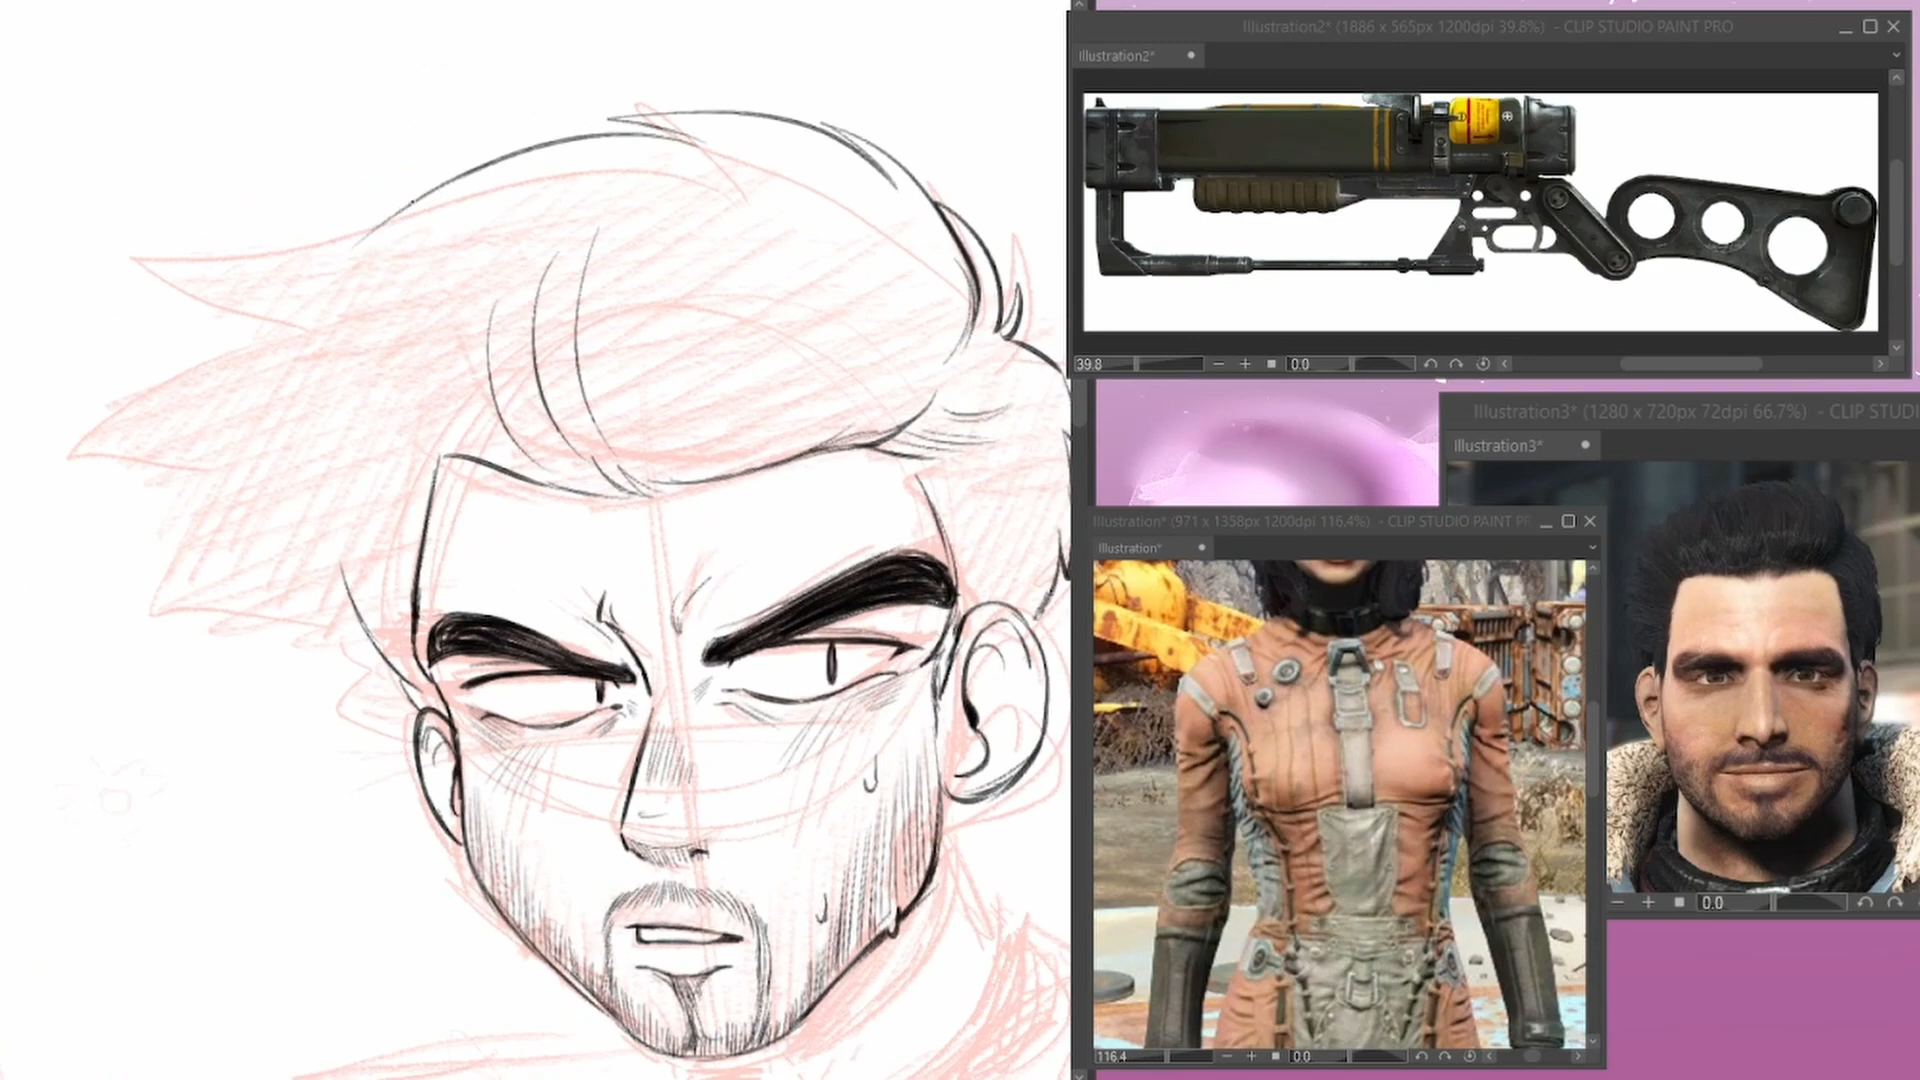 Illustration2* (1886 x 565px 1200dpi 39.8%) - CLIP STUDIO PAINT PRO
Illustration2*
39.8
0.0
Illustration3* (1280 x 720px 72dpi 66.7%) - CLIP STUDI
Illustration3*
Illustration* (971 x 1358px 1200dpi 116.4%) - CLIP STUDIO PAINT PR
Illustration*
0.0
116.4
0.0